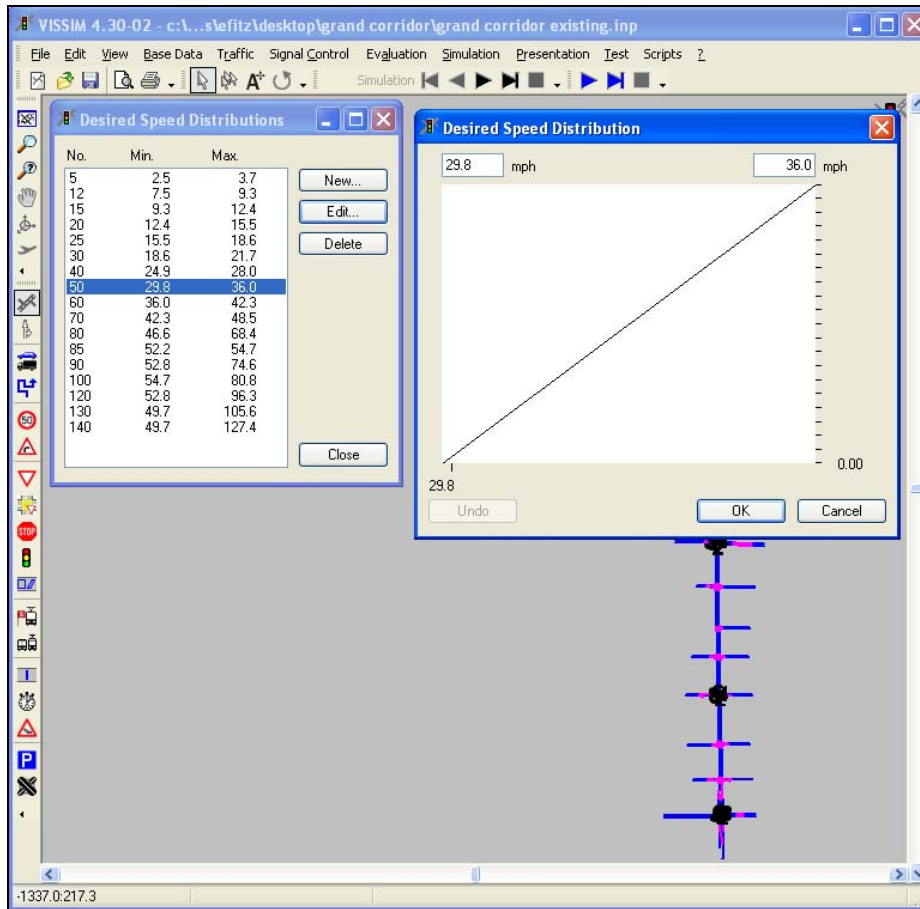 VISSIM 4.30-02 - c:\...s\efitz\desktop\grand corridor\grand corridor existing.inp
File Edit View Base Data Traffic Signal Control Evaluation Simulation Presentation Test Scripts ?
Simulation
Desired Speed Distributions
No. Min. Max.
5 2.5 3.7
12 7.5 9.3
15 9.3 12.4
20 12.4 15.5
25 15.5 18.6
30 18.6 21.7
40 24.9 28.0
50 29.8 36.0
60 36.0 42.3
70 42.3 48.5
80 46.6 68.4
85 52.2 54.7
90 52.8 74.6
100 54.7 80.8
120 52.8 96.3
130 49.7 105.6
140 49.7 127.4
New...
Edit...
Delete
Close
Desired Speed Distribution
29.8 mph 36.0 mph
0.00
29.8
Undo OK Cancel
50
STOP
P
-1337.0:217.3